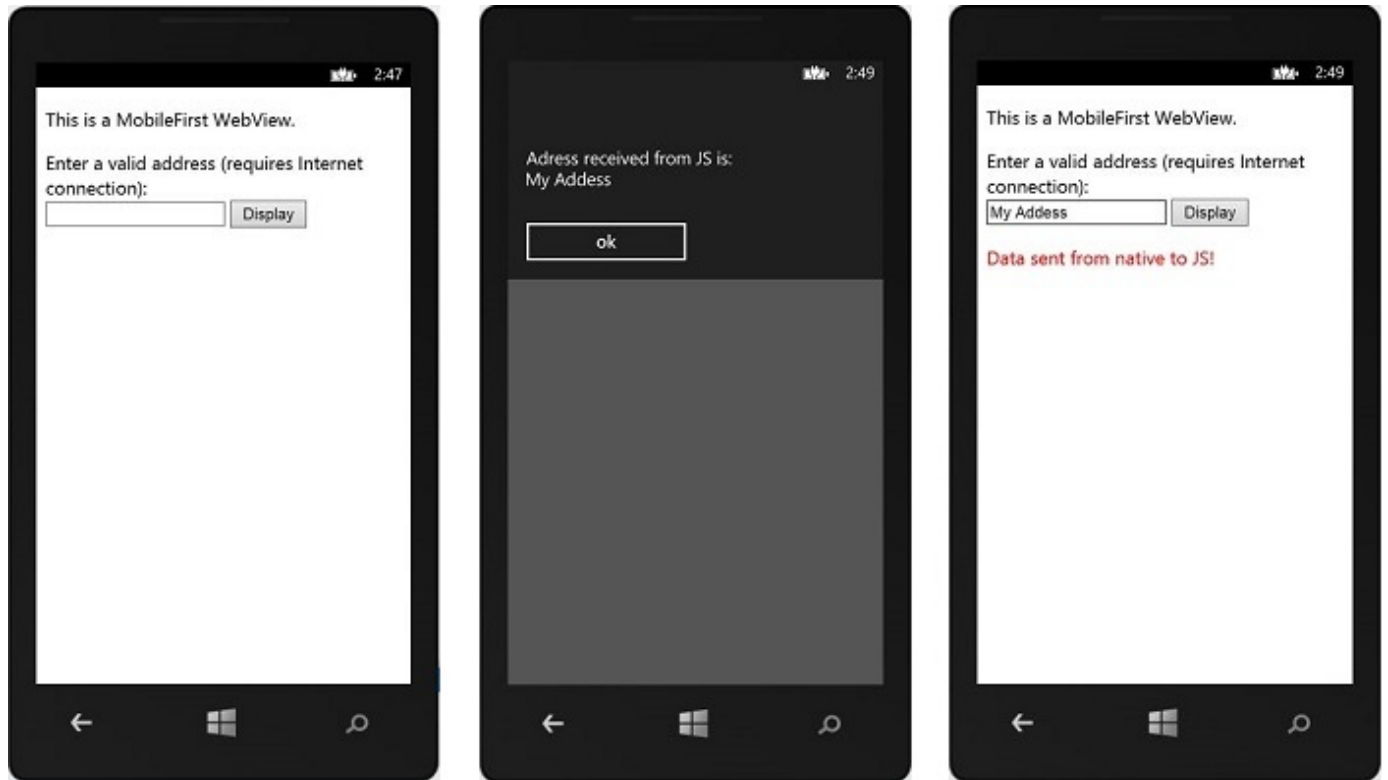 2:47
This is a MobileFirst WebView.
Enter a valid address (requires Internet
connection):
Display
2:49
Adress received from JS is:
My Addess
ok
2:49
This is a MobileFirst WebView.
Enter a valid address (requires Internet
connection):
My Addess Display
Data sent from native to JS!